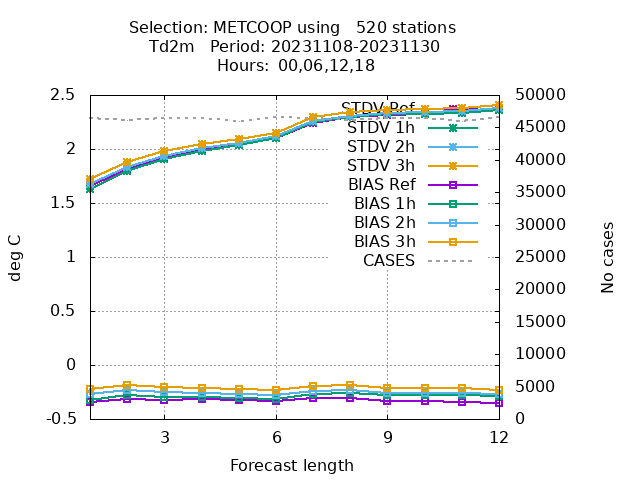 Selection: METCOOP using   520 stations
Td2m   Period: 20231108-20231130
Hours:  00,06,12,18
2.5
2
1.5
1
0.5
0
-0.5
deg C
50000
45000
40000
35000
30000
25000
20000
15000
10000
5000
0
No cases
STDV Ref
STDV 1h
STDV 2h
STDV 3h
BIAS Ref
BIAS 1h
BIAS 2h
BIAS 3h
CASES
3
6
9
12
Forecast length